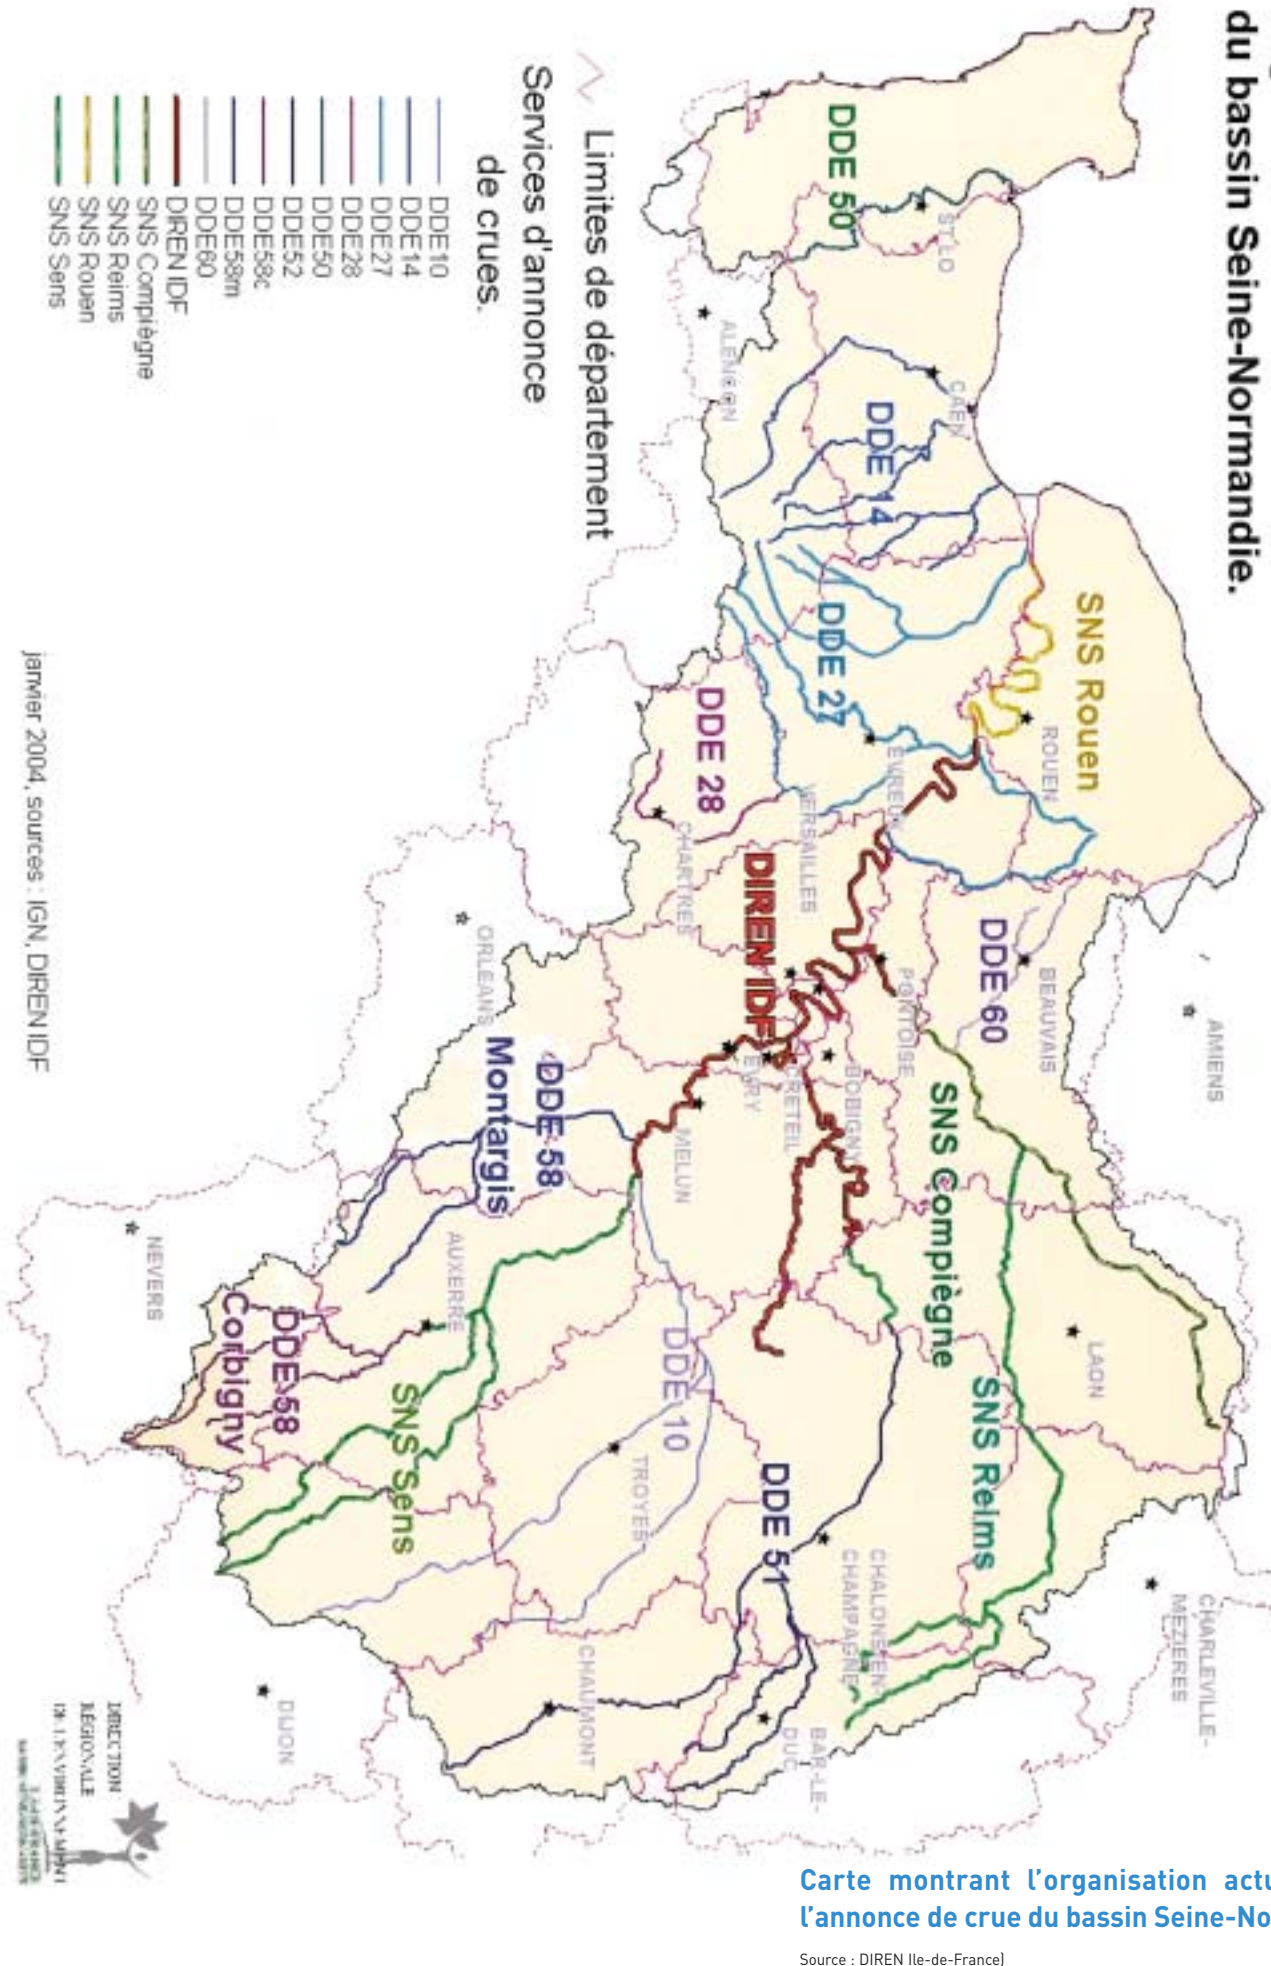 du bassin Seine-Normandie.
Limites de département
Services d'annonce
de crues.
DDE10
DDE14
DDE27
DDE28
DDE50
DDE52
DDE58c
DDE58m
DDE60
DIREN IDF
SNS Compiègne
SNS Reims
SNS Rouen
SNS Sens
DDE 50
ST LO
ALENCON
CAEN
DDE 14
SNS Rouen
ROUEN
DDE 27
EVREUX
DDE 28
CHARTRES
VERSAILLES
DIREN IDF
PONTOISE
DDE 60
BEAUVAIS
AMIENS
BOBIGNY
CRETEIL
EVRY
MELUN
ORLEANS
DDE 58
Montargis
SNS Compiègne
LAON
AUXERRE
NEVERS
DDE 58
Corbigny
SNS Sens
DDE 10
TROYES
SNS Reims
DDE 51
CHALONS-EN-
CHAMPAGNE
CHARLEVILLE-
MÉZIERES
BAR-LE-
DUC
CHAUMONT
DIJON
janvier 2004, sources : IGN, DIREN IDF
DIRECTION
RÉGIONALE
DE L'ENVIRONNEMENT
Carte montrant l'organisation actu
l'annonce de crue du bassin Seine-No
Source : DIREN Ile-de-France)